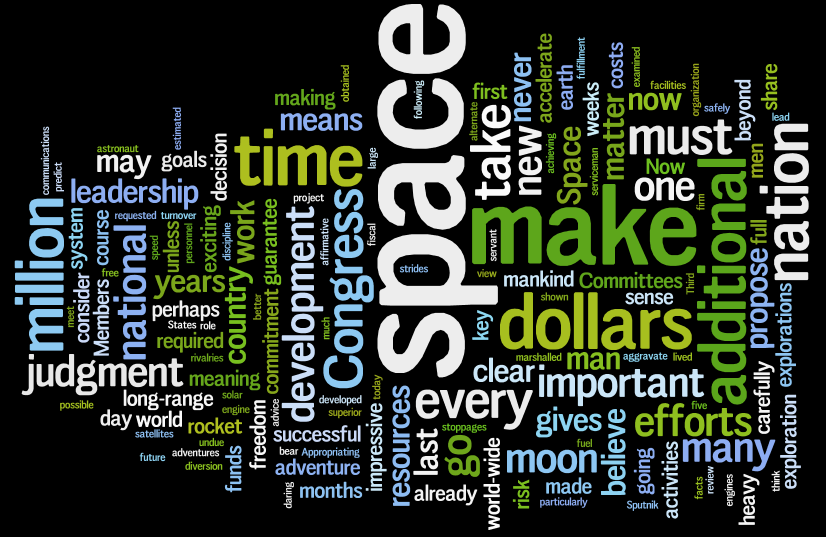 space
following
strides
make
dollars
time
Congress
million
additional
nation
national
development
take
new
never
first
accelerate
earth
fulfillment
weeks
costs
matter
Space
alternate
achieving
serviceman
examined
facilities
organization
now
safely
beyond
share
lead
must
Now
men
one
firm
making
obtained
means
estimated
astronaut
may
goals
decision
communications
predict
leadership
large
project
affirmative
fiscal
system
course
requested
turnover
personnel
speed
unless
exciting
discipline
work
guarantee
meet
consider
Members
free
years
country
better
commitment
much
perhaps
States
role
required
rivalries
judgment
meaning
possible
long-range
solar
engine
advice
developed
superior
today
day
world
rocket
satellites
undue
adventures
diversion
future
funds
freedom
successful
bear
Appropriating
adventure
daring
months
impressive
resources
every
last
go
stoppages
already
world-wide
key
clear
servant
view
mankind
shown
Committees
sense
Third
full
propose
explorations
marshalled
man
aggravate
lived
important
gives
efforts
five
carefully
many
moon
fuel
believe
going
activities
Sputnik
risk
made
particularly
facts
review
engines
heavy
think
exploration